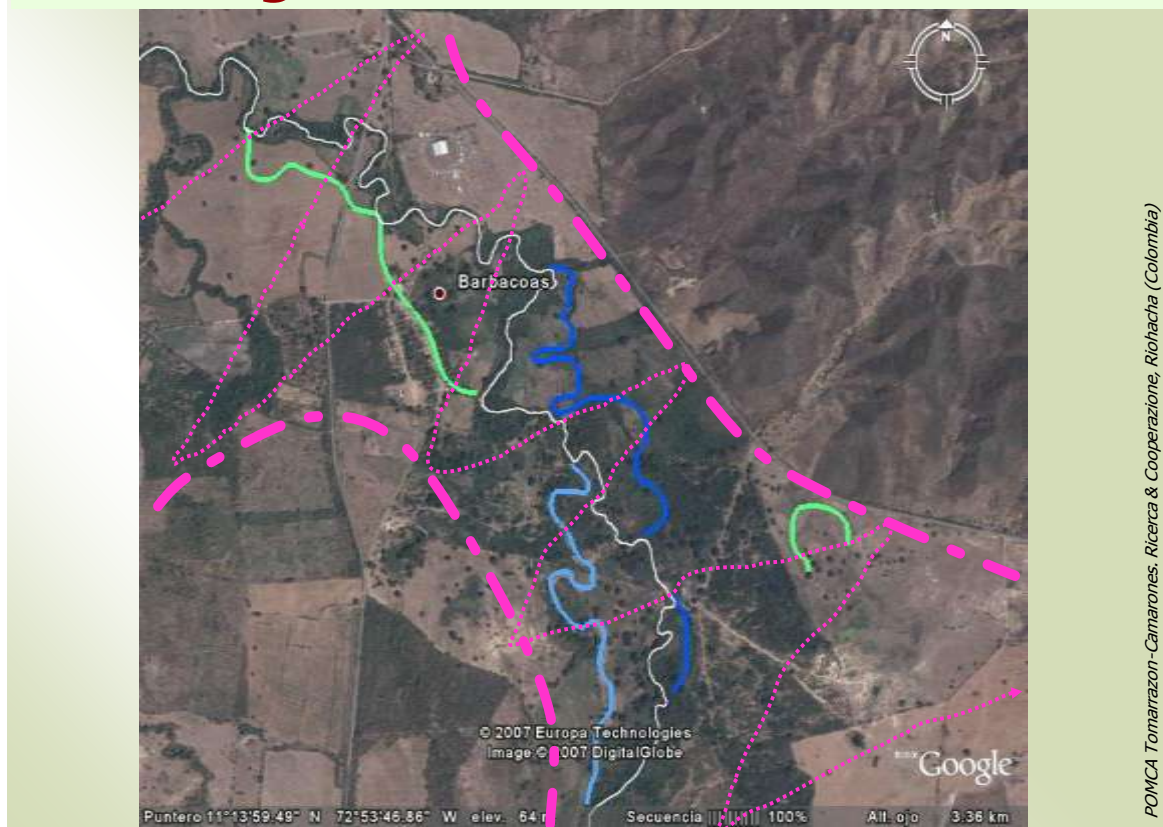 N
Barbacoas
© 2007 Europa Technologies
Image © 2007 DigitalGlobe
Google
Puntero 11°13'59.49" N 72°53'46.86" W elev. 64 m Secuencia 100% Alt. ojo 3.36 km
POMCA Tomarrazon-Camarones. Ricerca & Cooperazione, Riohacha (Colombia)